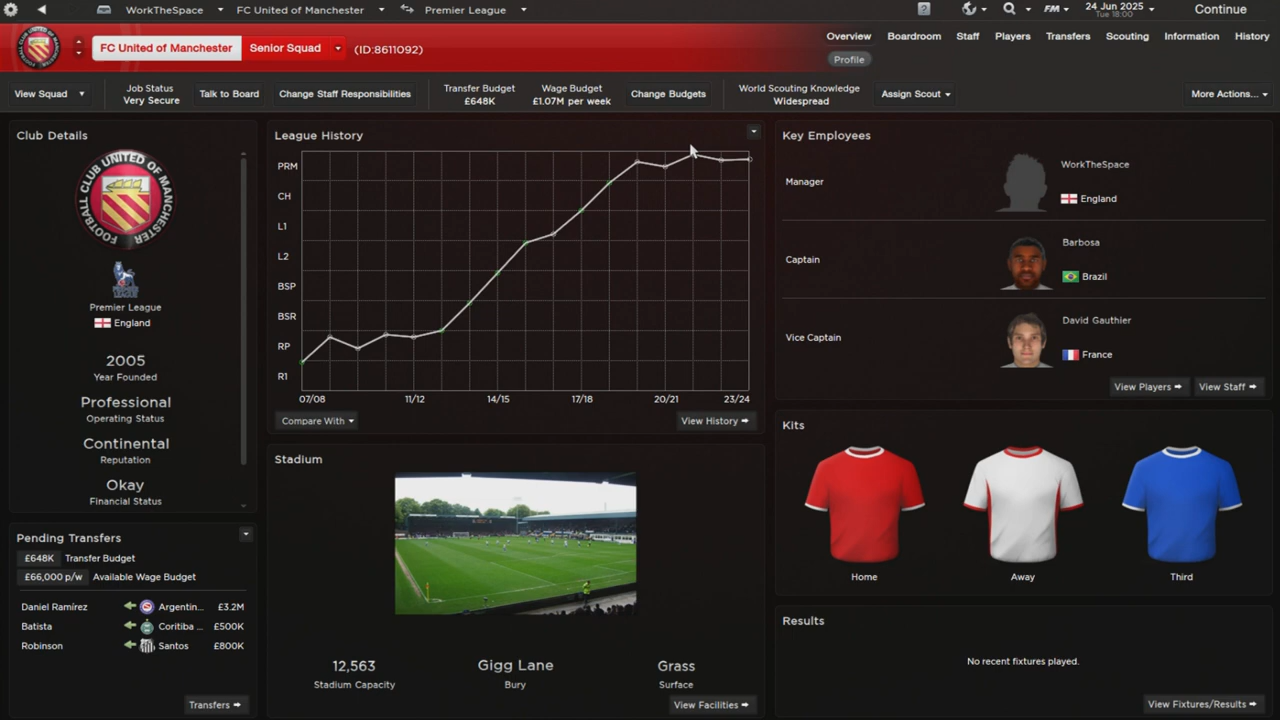 WorkTheSpace
FC United of Manchester
Premier League
FM
24 Jun 2025
Tue 18:00
Continue
FC United of Manchester
Senior Squad
(ID:8611092)
Overview
Boardroom
Staff
Players
Transfers
Scouting
Information
History
Profile
View Squad
Job Status
Very Secure
Talk to Board
Change Staff Responsibilities
Transfer Budget
£648K
Wage Budget
£1.07M per week
Change Budgets
World Scouting Knowledge
Widespread
Assign Scout
More Actions...
Club Details
FOOTBALL CLUB UNITED OF MANCHESTER
Premier League
England
2005
Year Founded
Professional
Operating Status
Continental
Reputation
Okay
Financial Status
Pending Transfers
£648K Transfer Budget
£66,000 p/w Available Wage Budget
Daniel Ramírez Argentin... £3.2M
Batista Coritiba ... £500K
Robinson Santos £800K
Transfers
League History
PRM
CH
L1
L2
BSP
BSR
RP
R1
07/08 11/12 14/15 17/18 20/21 23/24
Compare With
View History
Stadium
12,563
Stadium Capacity
Gigg Lane
Bury
Grass
Surface
View Facilities
Key Employees
Manager
WorkTheSpace
England
Captain
Barbosa
Brazil
Vice Captain
David Gauthier
France
View Players
View Staff
Kits
Home
Away
Third
Results
No recent fixtures played.
View Fixtures/Results